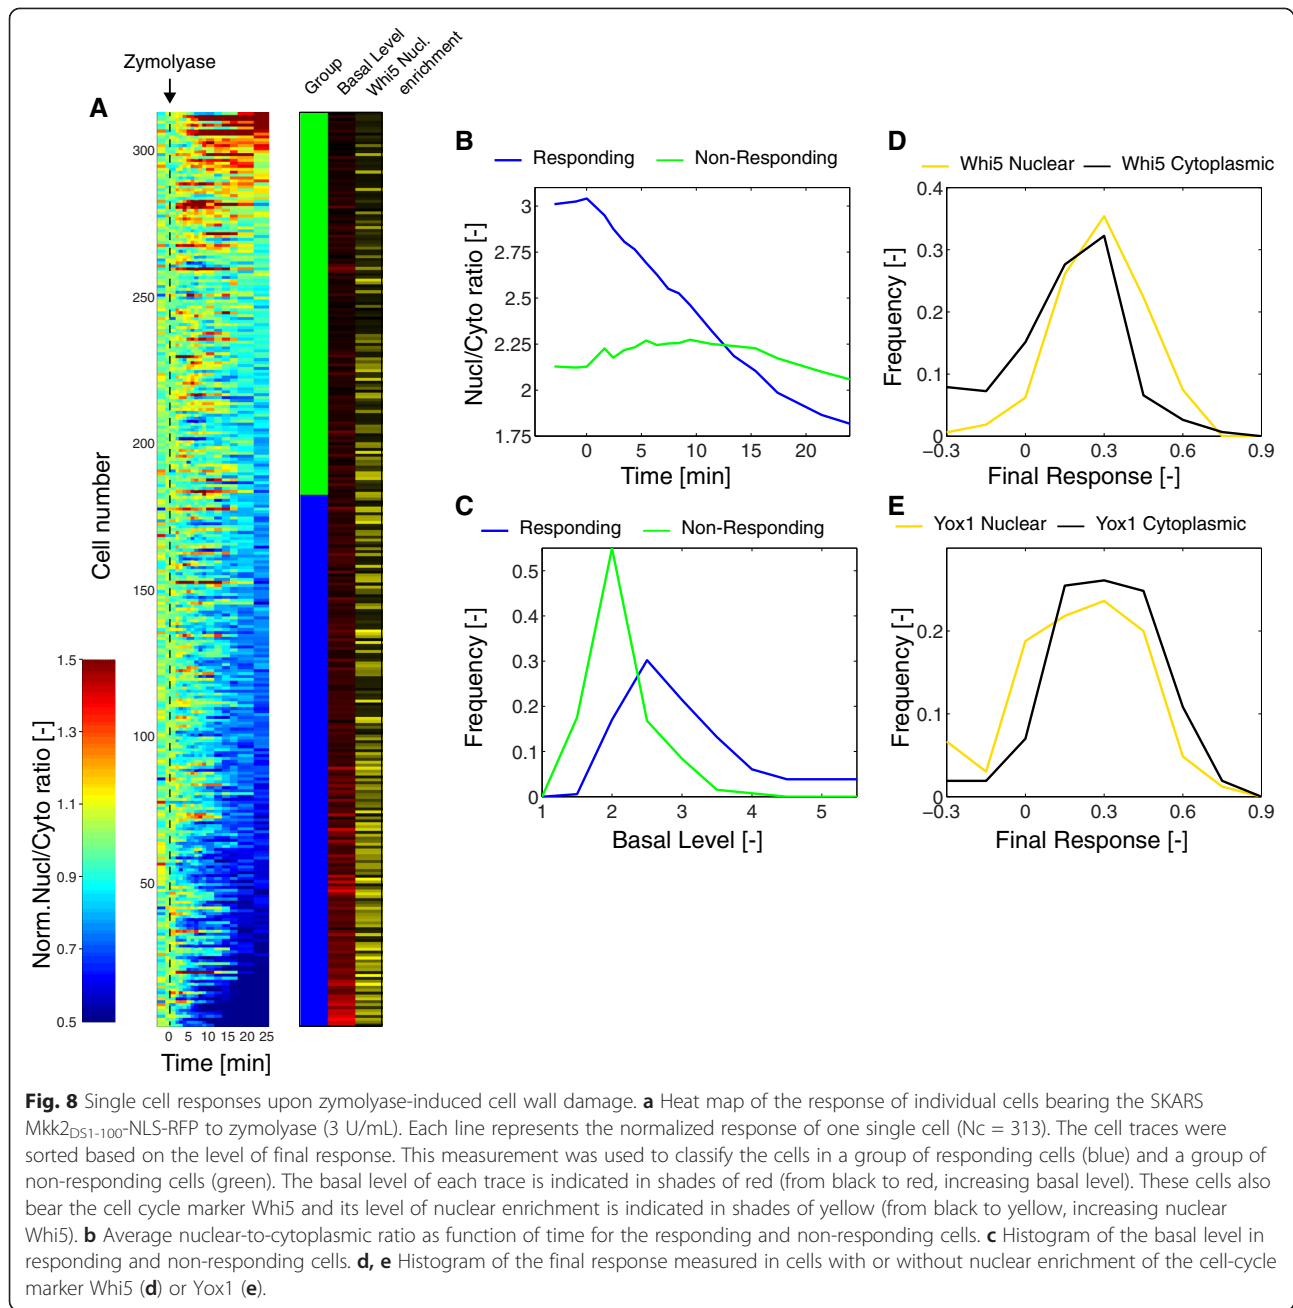 Zymolyase
Group
Basal Level
Whi5 Nucl.
enrichment
A
300
250
200
150
100
50
Cell number
0 5 10 15 20 25
Time [min]
1.5
1.3
1.1
0.9
0.7
0.5
Norm.Nucl/Cyto ratio [-]
B
Responding Non-Responding
3
2.75
2.5
2.25
2
1.75
Nucl/Cyto ratio [-]
0 5 10 15 20
Time [min]
C
Responding Non-Responding
0.5
0.4
0.3
0.2
0.1
0
Frequency [-]
1 2 3 4 5
Basal Level [-]
D
Whi5 Nuclear Whi5 Cytoplasmic
0.4
0.3
0.2
0.1
0
Frequency [-]
−0.3 0 0.3 0.6 0.9
Final Response [-]
E
Yox1 Nuclear Yox1 Cytoplasmic
0.2
0.1
0
Frequency [-]
−0.3 0 0.3 0.6 0.9
Final Response [-]
Fig. 8 Single cell responses upon zymolyase-induced cell wall damage. a Heat map of the response of individual cells bearing the SKARS
Mkk2DS1-100-NLS-RFP to zymolyase (3 U/mL). Each line represents the normalized response of one single cell (Nc = 313). The cell traces were
sorted based on the level of final response. This measurement was used to classify the cells in a group of responding cells (blue) and a group of
non-responding cells (green). The basal level of each trace is indicated in shades of red (from black to red, increasing basal level). These cells also
bear the cell cycle marker Whi5 and its level of nuclear enrichment is indicated in shades of yellow (from black to yellow, increasing nuclear
Whi5). b Average nuclear-to-cytoplasmic ratio as function of time for the responding and non-responding cells. c Histogram of the basal level in
responding and non-responding cells. d, e Histogram of the final response measured in cells with or without nuclear enrichment of the cell-cycle
marker Whi5 (d) or Yox1 (e).